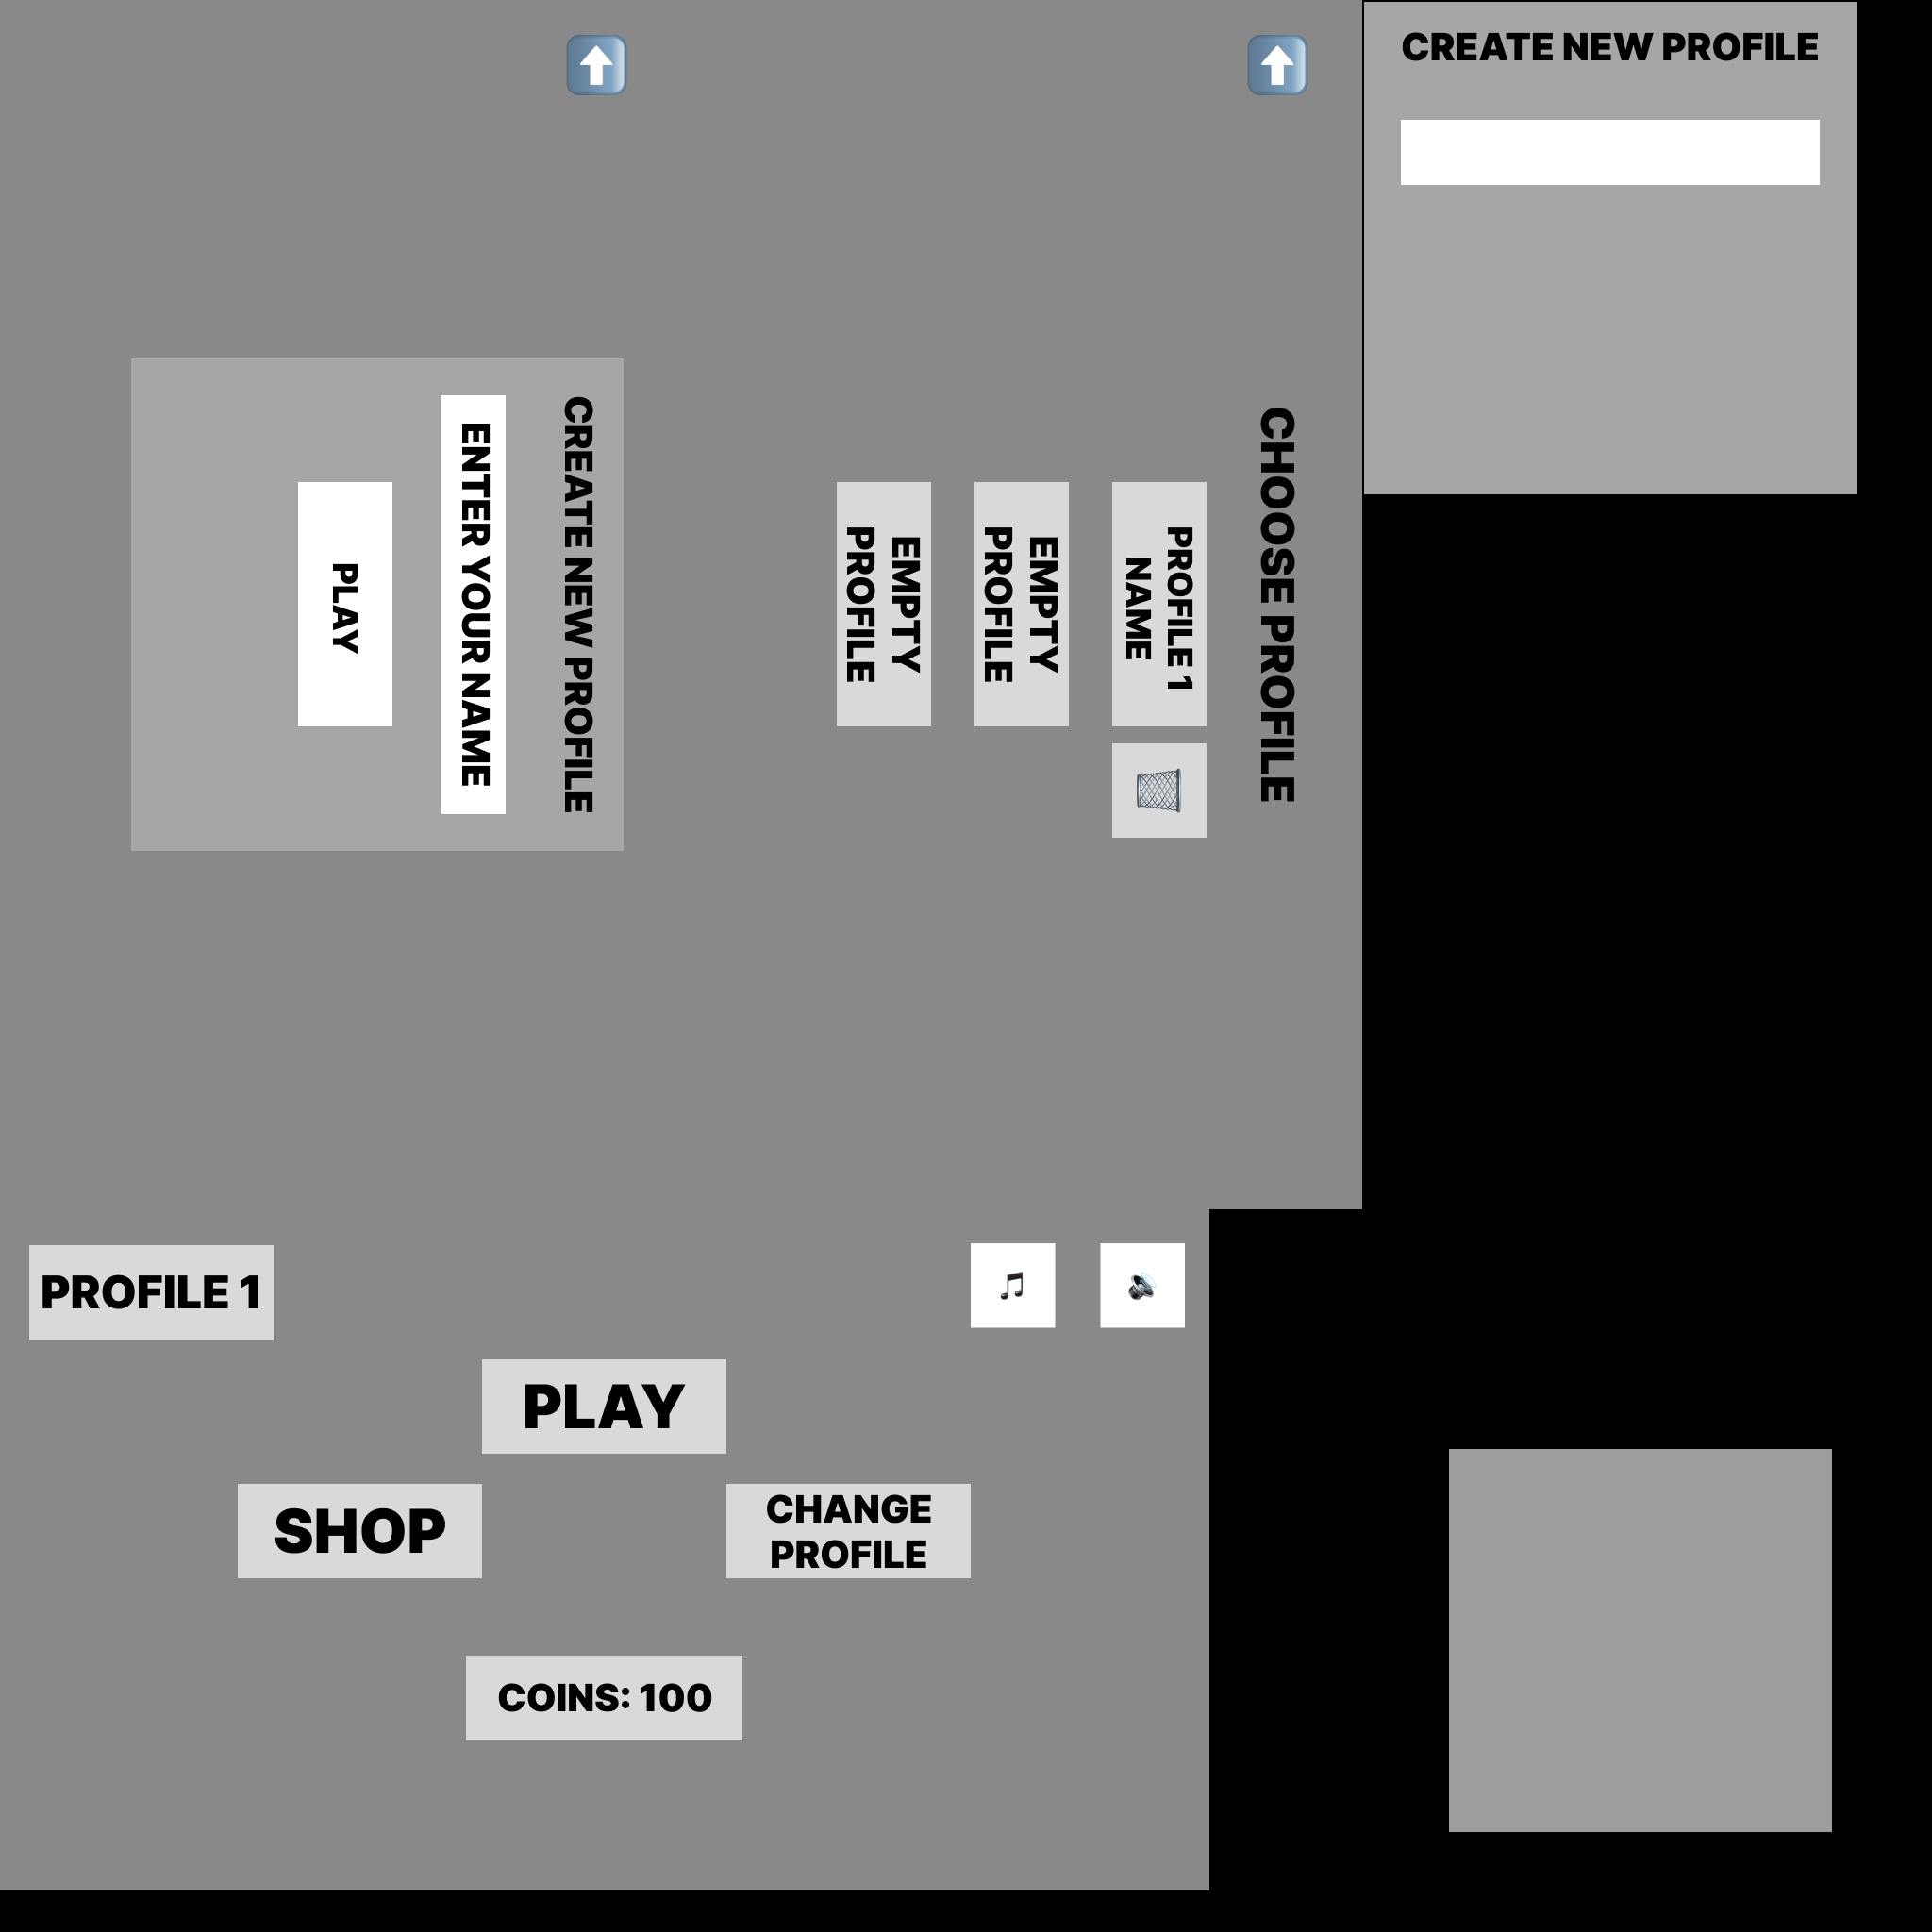 CREATE NEW PROFILE
CHOOSE PROFILE
PROFILE 1
NAME
EMPTY
PROFILE
EMPTY
PROFILE
CREATE NEW PROFILE
ENTER YOUR NAME
PLAY
PROFILE 1
PLAY
SHOP
CHANGE
PROFILE
COINS: 100